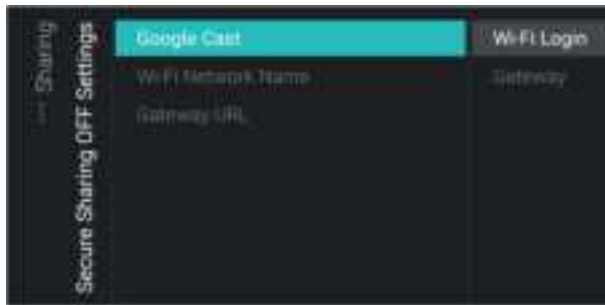 ... Sharing
Secure Sharing OFF Settings
Google Cast
Wi-Fi Network Name
Gateway URL
Wi-Fi Login
Gateway